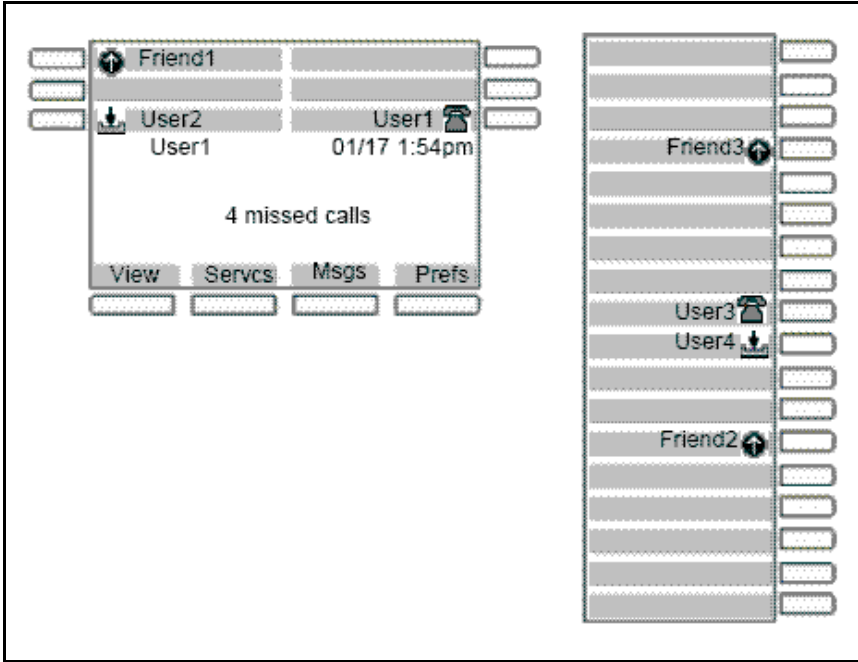 Friend1
User2 User1
User1 01/17 1:54pm
4 missed calls
View Servcs Msgs Prefs
Friend3
User3
User4
Friend2